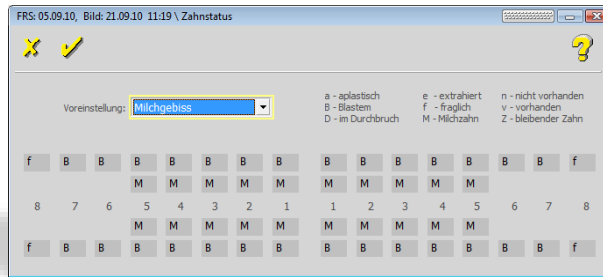 FRS: 05.09.10, Bild: 21.09.10 11:19 \ Zahnstatus
Voreinstellung: Milchgebiss
a - aplastisch e - extrahiert n - nicht vorhanden
B - Blastem f - fraglich v - vorhanden
D - im Durchbruch M - Milchzahn Z - bleibender Zahn
f B B B B B B B B B B B B B B f
M M M M M M M M M M
8 7 6 5 4 3 2 1 1 2 3 4 5 6 7 8
M M M M M M M M M M
f B B B B B B B B B B B B B B f